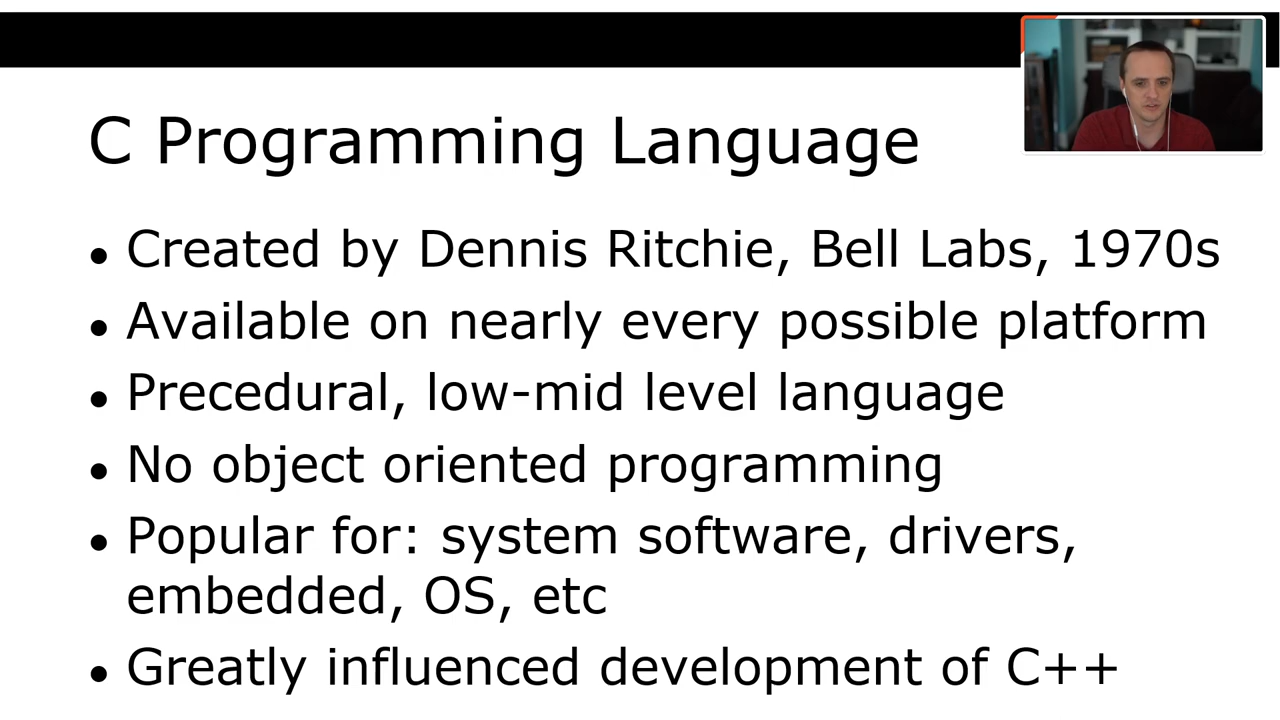 C Programming Language
• Created by Dennis Ritchie, Bell Labs, 1970s
• Available on nearly every possible platform
• Precedural, low-mid level language
• No object oriented programming
• Popular for: system software, drivers,
embedded, OS, etc
• Greatly influenced development of C++